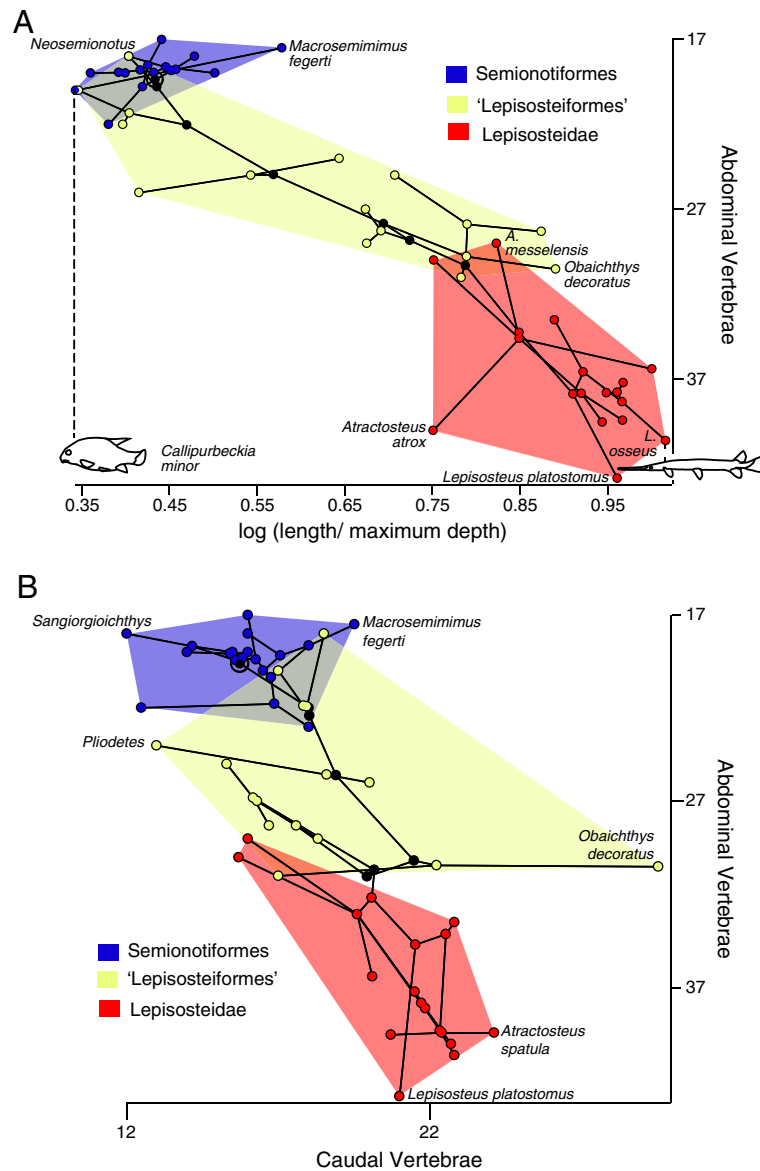 A
Neosemionotus
Macrosemimimus
fegerti
Semionotiformes
'Lepisosteiformes'
Lepisosteidae
17
27
37
Abdominal Vertebrae
A.
messelensis
Obaichthys
decoratus
Atractosteus
atrox
L.
osseus
Callipurbeckia
minor
Lepisosteus platostomus
0.35 0.45 0.55 0.65 0.75 0.85 0.95
log (length/ maximum depth)
B
Sangiorgioichthys
Macrosemimimus
fegerti
17
27
37
Abdominal Vertebrae
Pliodetes
Obaichthys
decoratus
Semionotiformes
'Lepisosteiformes'
Lepisosteidae
Atractosteus
spatula
Lepisosteus platostomus
12 22
Caudal Vertebrae